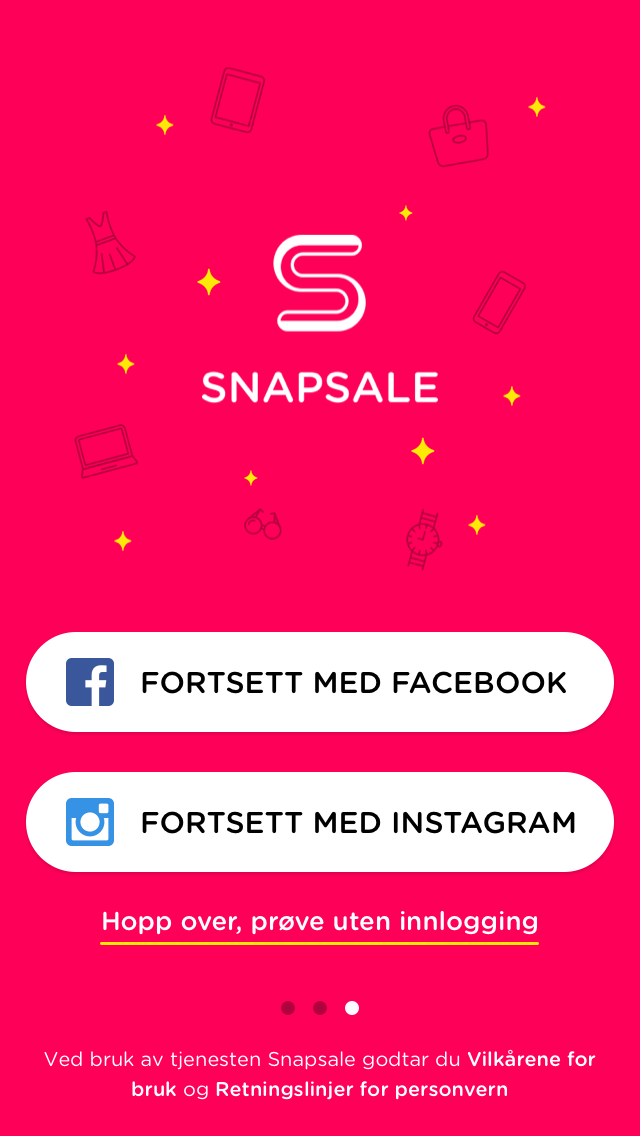 SNAPSALE
FORTSETT MED FACEBOOK
FORTSETT MED INSTAGRAM
Hopp over, prøve uten innlogging
Ved bruk av tjenesten Snapsale godtar du Vilkårene for
bruk og Retningslinjer for personvern